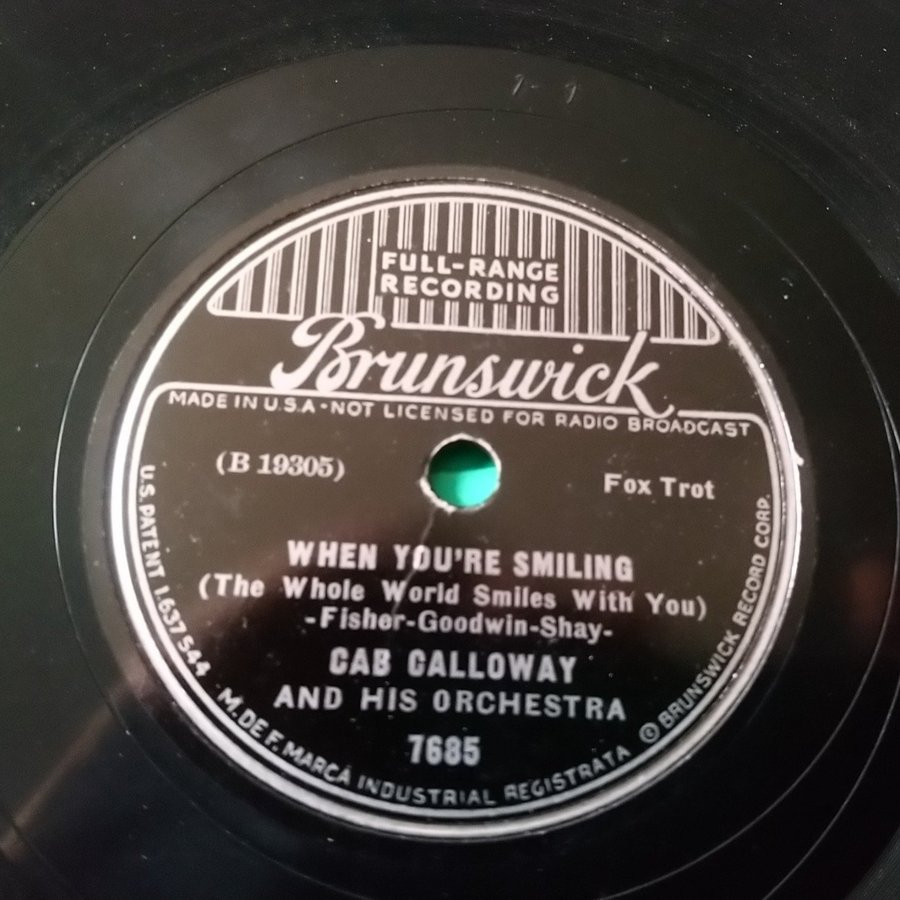 FULL-RANGE
RECORDING
Brunswick
MADE IN U.S.A • NOT LICENSED FOR RADIO BROADCAST
(B 19305)
Fox Trot
WHEN YOU'RE SMILING
(The Whole World Smiles With You)
-Fisher-Goodwin-Shay-
CAB CALLOWAY
AND HIS ORCHESTRA
7685
U.S. PATENT 1.637544
M. DE F. MARCA INDUSTRIAL REGISTRATA
© BRUNSWICK RECORD CORP.